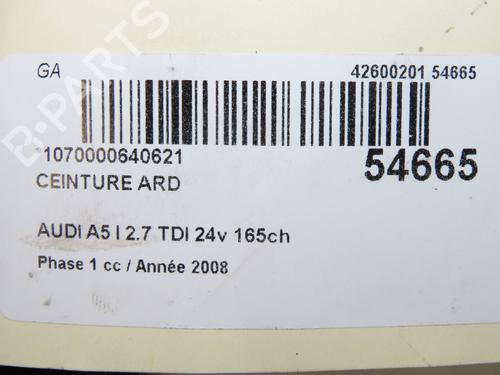 GA 42600201 54665
*1070000640621 54665
CEINTURE ARD
AUDI A5 I 2.7 TDI 24v 165ch
Phase 1 cc / Année 2008
B-PARTS